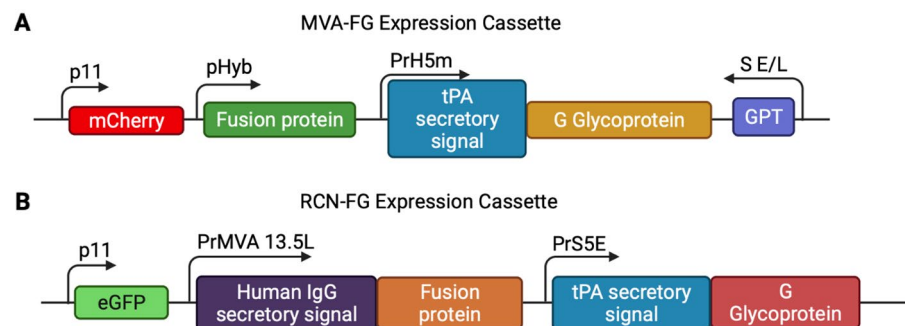 A
MVA-FG Expression Cassette
p11
pHyb
PrH5m
S E/L
mCherry
Fusion protein
tPA
secretory
signal
G Glycoprotein
GPT
B
RCN-FG Expression Cassette
p11
PrMVA 13.5L
PrS5E
eGFP
Human IgG
secretory signal
Fusion
protein
tPA secretory
signal
G
Glycoprotein